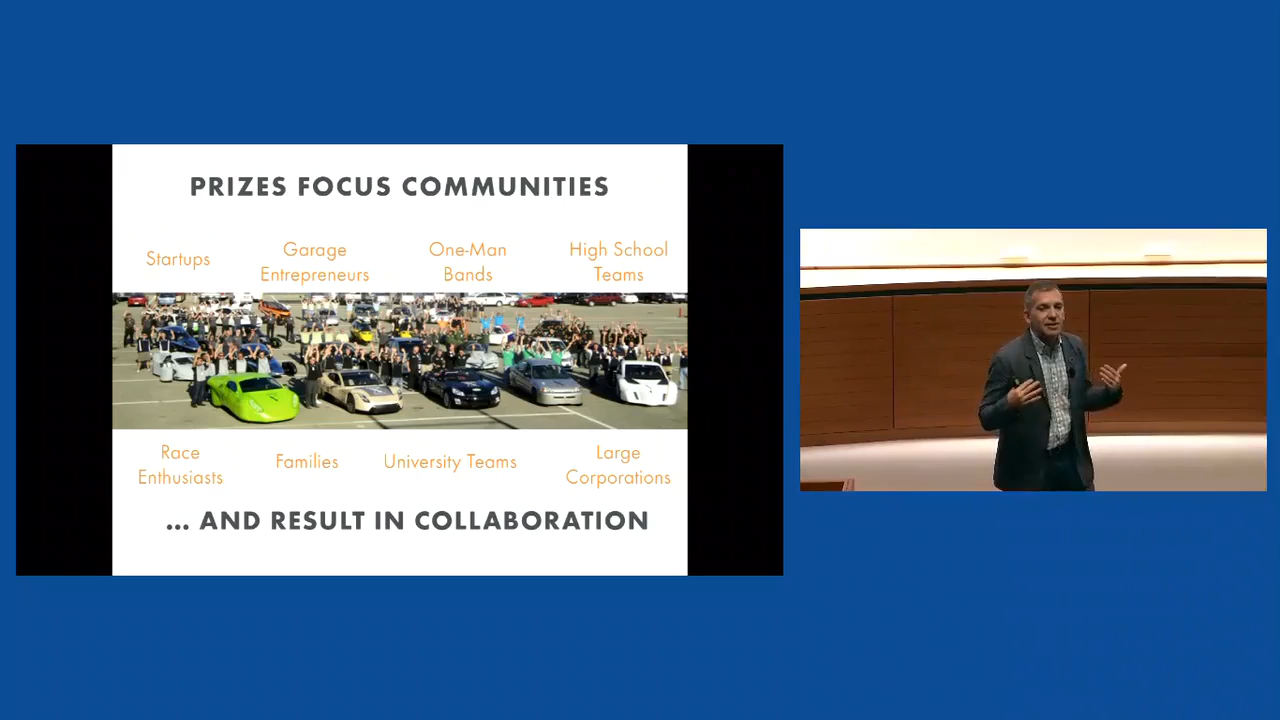 PRIZES FOCUS COMMUNITIES
Startups
Garage
Entrepreneurs
One-Man
Bands
High School
Teams
Race
Enthusiasts
Families
University Teams
Large
Corporations
... AND RESULT IN COLLABORATION